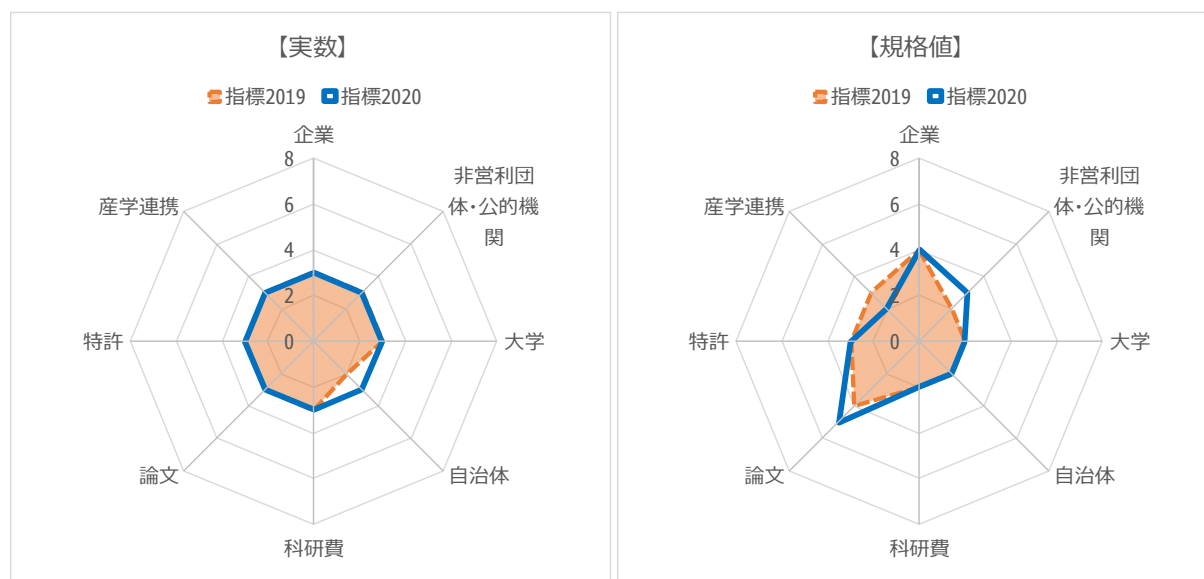 【実数】
指標2019 指標2020
企業
8
非営利団
体・公的機
関
6
4
2
0
産学連携
大学
特許
自治体
論文
科研費
【規格値】
指標2019 指標2020
企業
8
非営利団
体・公的機
関
6
4
2
0
産学連携
大学
特許
自治体
論文
科研費